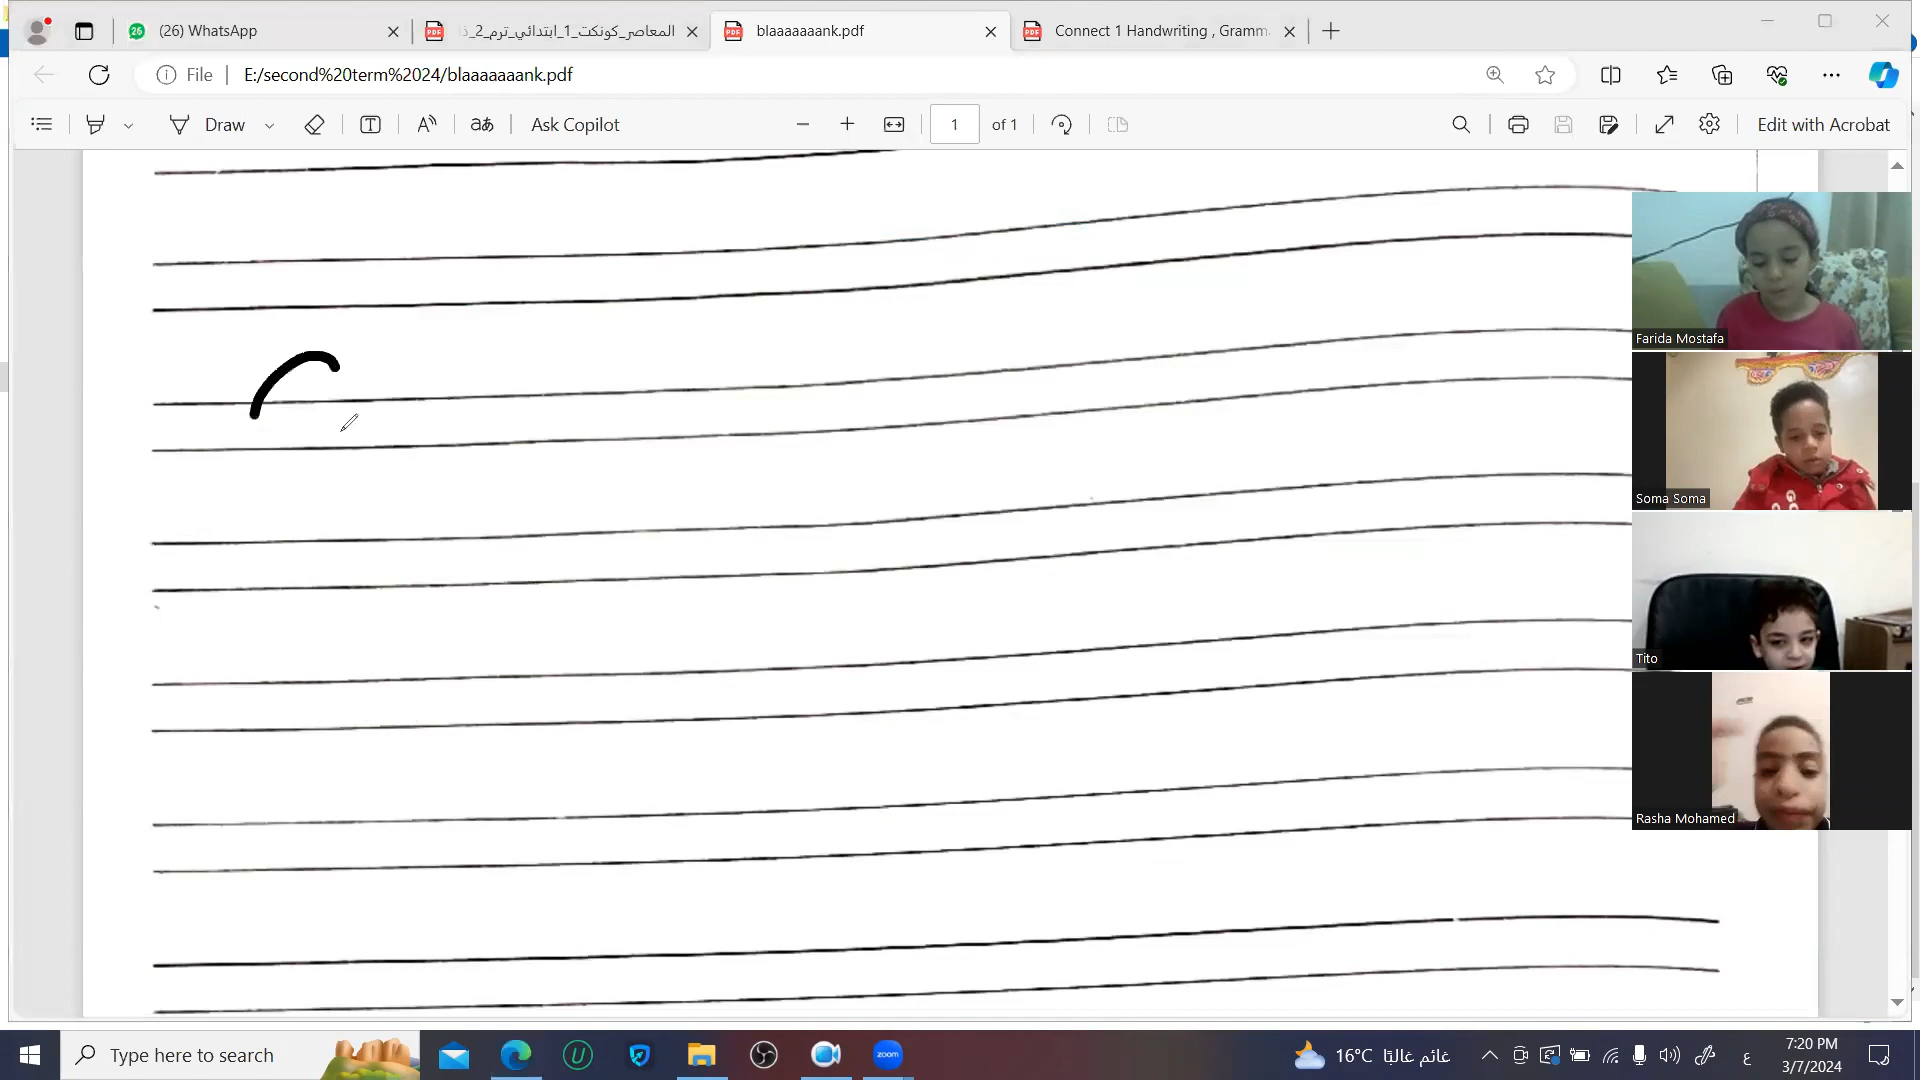 (26) WhatsApp
المعاصر_كونكت_1_ابتدائي_ترم_2_ذا
blaaaaaaank.pdf
Connect 1 Handwriting , Gramm
File
E:/second%20term%2024/blaaaaaaank.pdf
Draw
Ask Copilot
1 of 1
Edit with Acrobat
Farida Mostafa
Soma Soma
Tito
Rasha Mohamed
Type here to search
zoom
16°C غائم غالبًا
ع
7:20 PM
3/7/2024